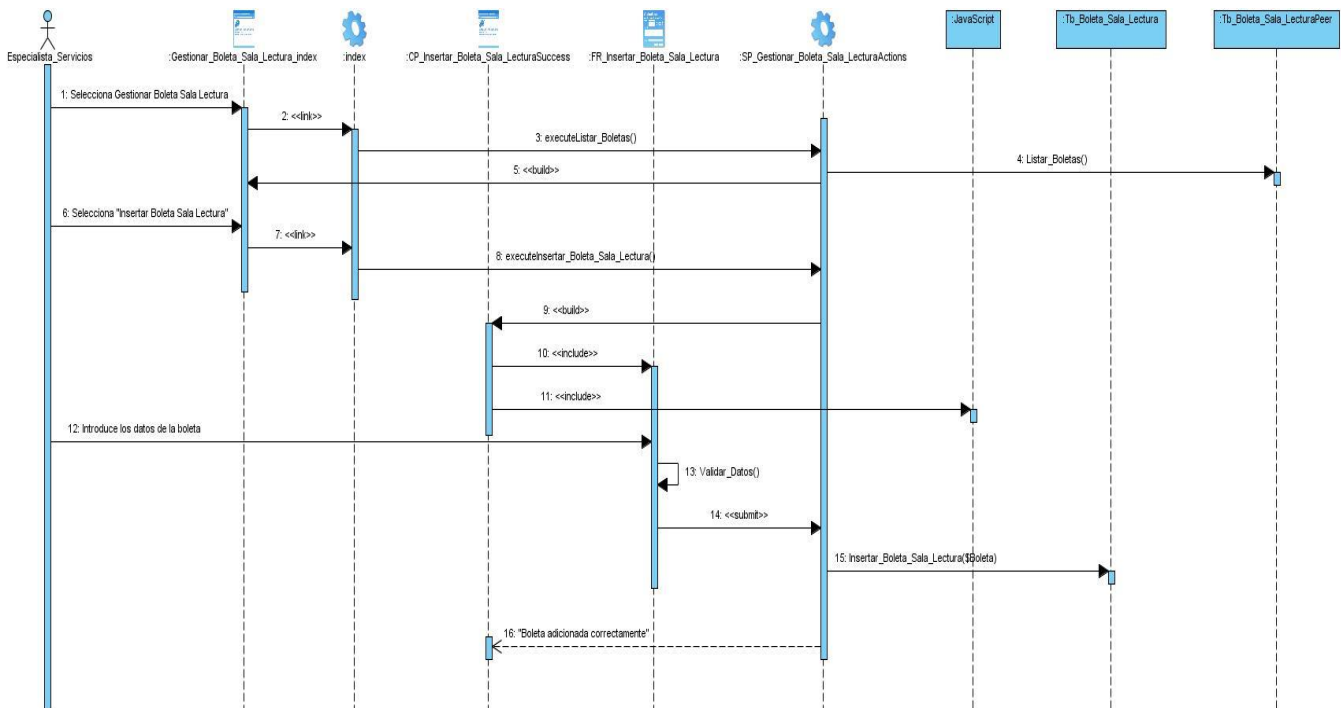 :JavaScript
:Tb_Boleta_Sala_Lectura
:Tb_Boleta_Sala_LecturaPeer
Especialista_Servicios
:Gestionar_Boleta_Sala_Lectura_index
:index
:CP_Insertar_Boleta_Sala_LecturaSuccess
:FR_Insertar_Boleta_Sala_Lectura
:SP_Gestionar_Boleta_Sala_LecturaActions
1: Selecciona Gestionar Boleta Sala Lectura
2: <<link>>
3: executeListar_Boletas()
4: Listar_Boletas()
5: <<build>>
6: Selecciona "Insertar Boleta Sala Lectura"
7: <<link>>
8: executeInsertar_Boleta_Sala_Lectura()
9: <<build>>
10: <<include>>
11: <<include>>
12: Introduce los datos de la boleta
13: Validar_Datos()
14: <<submit>>
15: Insertar_Boleta_Sala_Lectura($Boleta)
16: "Boleta adicionada correctamente"